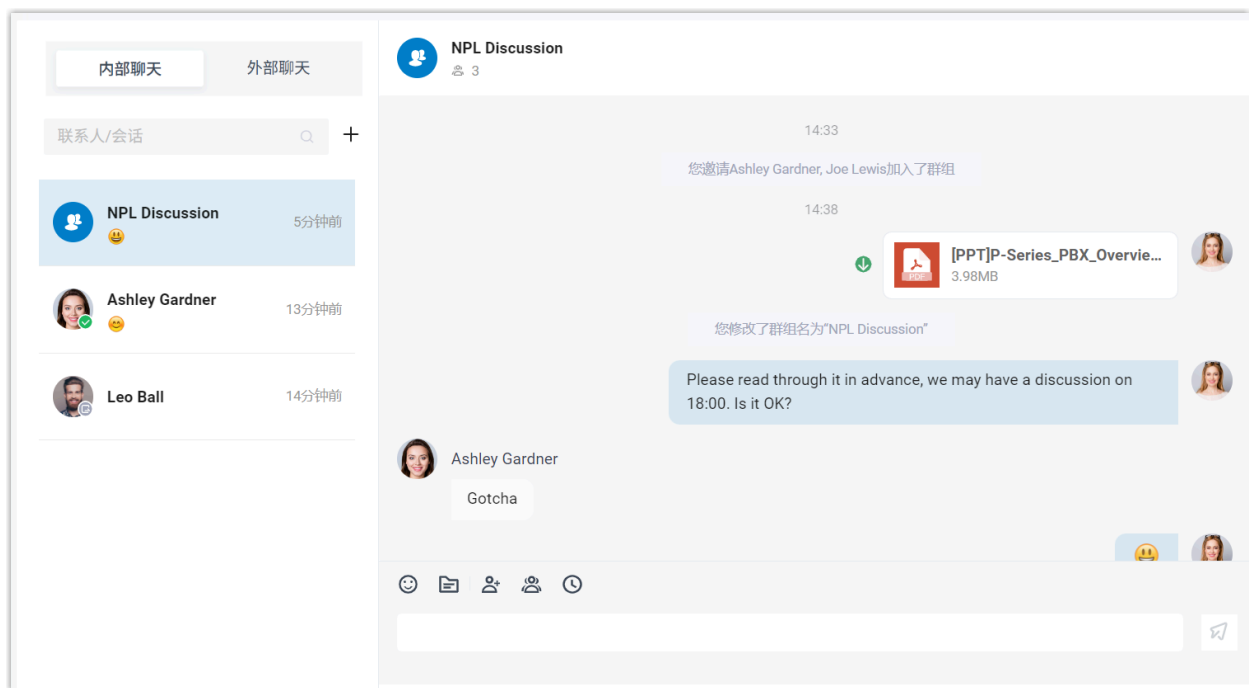 内部聊天
外部聊天
联系人/会话
NPL Discussion
5分钟前
Ashley Gardner
13分钟前
Leo Ball
14分钟前
NPL Discussion
3
14:33
您邀请Ashley Gardner, Joe Lewis加入了群组
14:38
[PPT]P-Series_PBX_Overvie...
PDF
3.98MB
您修改了群组名为“NPL Discussion”
Please read through it in advance, we may have a discussion on
18:00. Is it OK?
Ashley Gardner
Gotcha